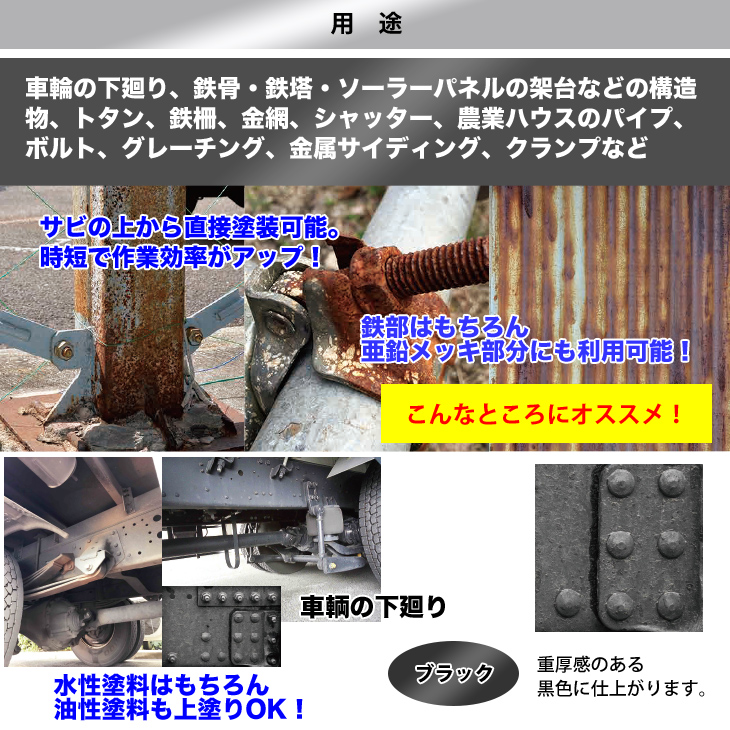 用　途
車輪の下廻り、鉄骨・鉄塔・ソーラーパネルの架台などの構造
物、トタン、鉄柵、金網、シャッター、農業ハウスのパイプ、
ボルト、グレーチング、金属サイディング、クランプなど
サビの上から直接塗装可能。
時短で作業効率がアップ！
鉄部はもちろん
亜鉛メッキ部分にも利用可能！
こんなところにオススメ！
車輌の下廻り
水性塗料はもちろん
油性塗料も上塗りOK！
ブラック
重厚感のある
黒色に仕上がります。